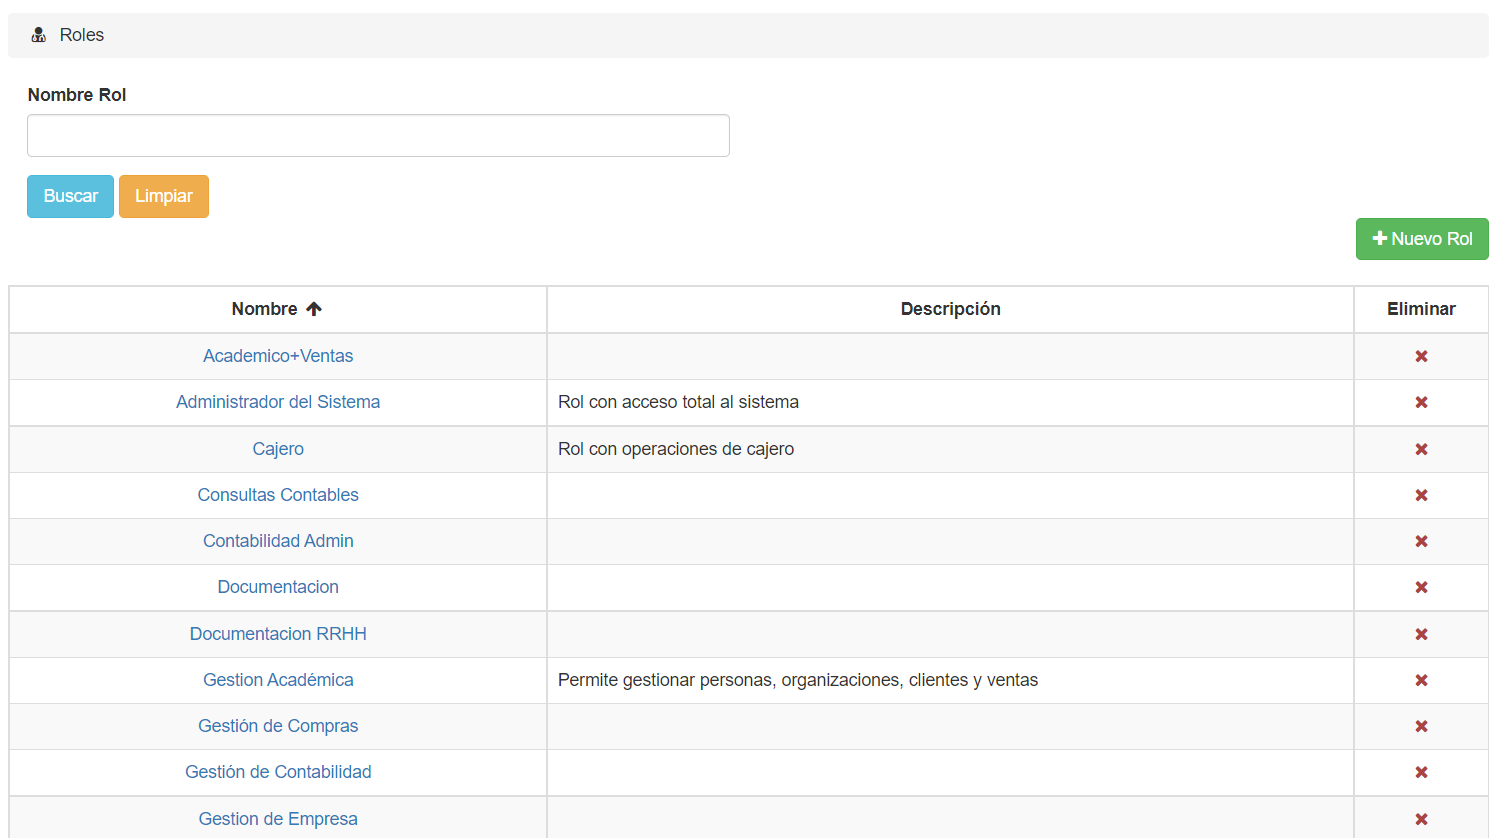 Roles
Nombre Rol
Buscar Limpiar
Nuevo Rol
Nombre Descripción Eliminar
Academico+Ventas
Administrador del Sistema Rol con acceso total al sistema
Cajero Rol con operaciones de cajero
Consultas Contables
Contabilidad Admin
Documentacion
Documentacion RRHH
Gestion Académica Permite gestionar personas, organizaciones, clientes y ventas
Gestión de Compras
Gestión de Contabilidad
Gestion de Empresa